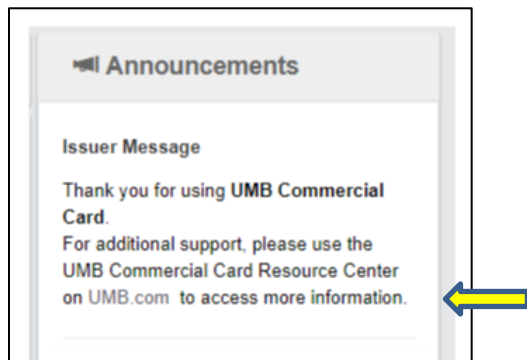 Announcements
Issuer Message
Thank you for using UMB Commercial
Card.
For additional support, please use the
UMB Commercial Card Resource Center
on UMB.com to access more information.